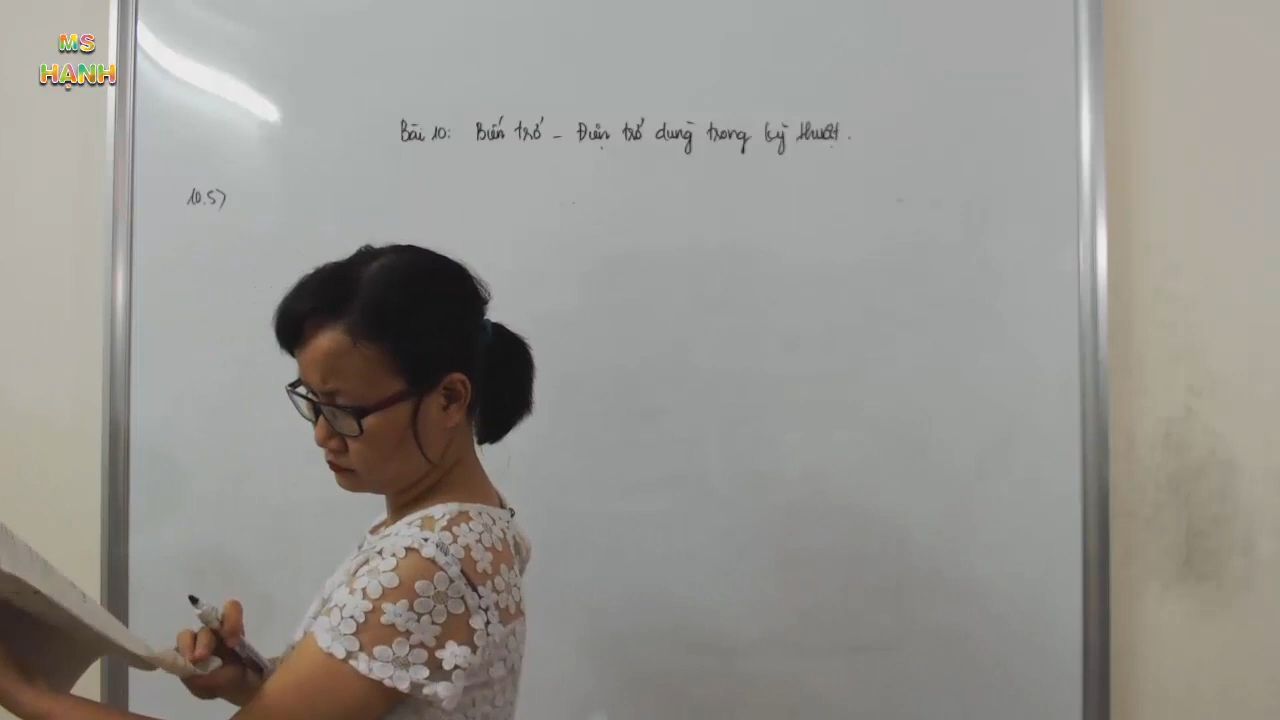 MS
HẠNH
Bài 10: Biến trở - Điện trở dùng trong kỹ thuật.
10.5)